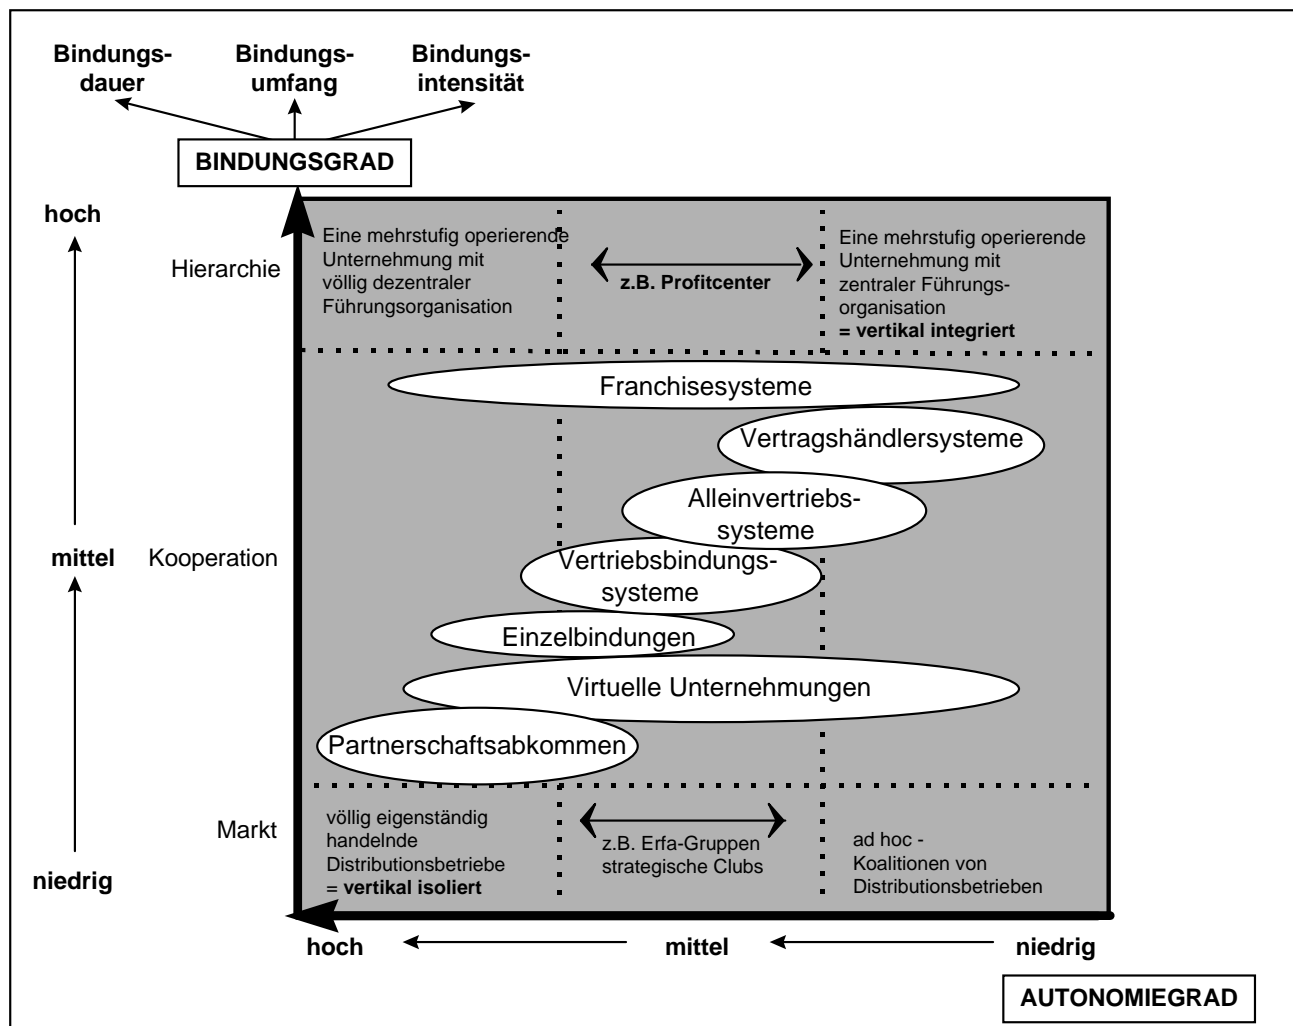 Bindungs-
dauer
Bindungs-
umfang
Bindungs-
intensität
BINDUNGSGRAD
hoch
Hierarchie
Eine mehrstufig operierende
Unternehmung mit
völlig dezentraler
Führungsorganisation
z.B. Profitcenter
Eine mehrstufig operierende
Unternehmung mit
zentraler Führungs-
organisation
= vertikal integriert
Franchisesysteme
Vertragshändlersysteme
Alleinvertriebs-
systeme
mittel
Kooperation
Vertriebsbindungs-
systeme
Einzelbindungen
Virtuelle Unternehmungen
Partnerschaftsabkommen
Markt
niedrig
völlig eigenständig
handelnde
Distributionsbetriebe
= vertikal isoliert
z.B. Erfa-Gruppen
strategische Clubs
ad hoc -
Koalitionen von
Distributionsbetrieben
hoch
mittel
niedrig
AUTONOMIEGRAD